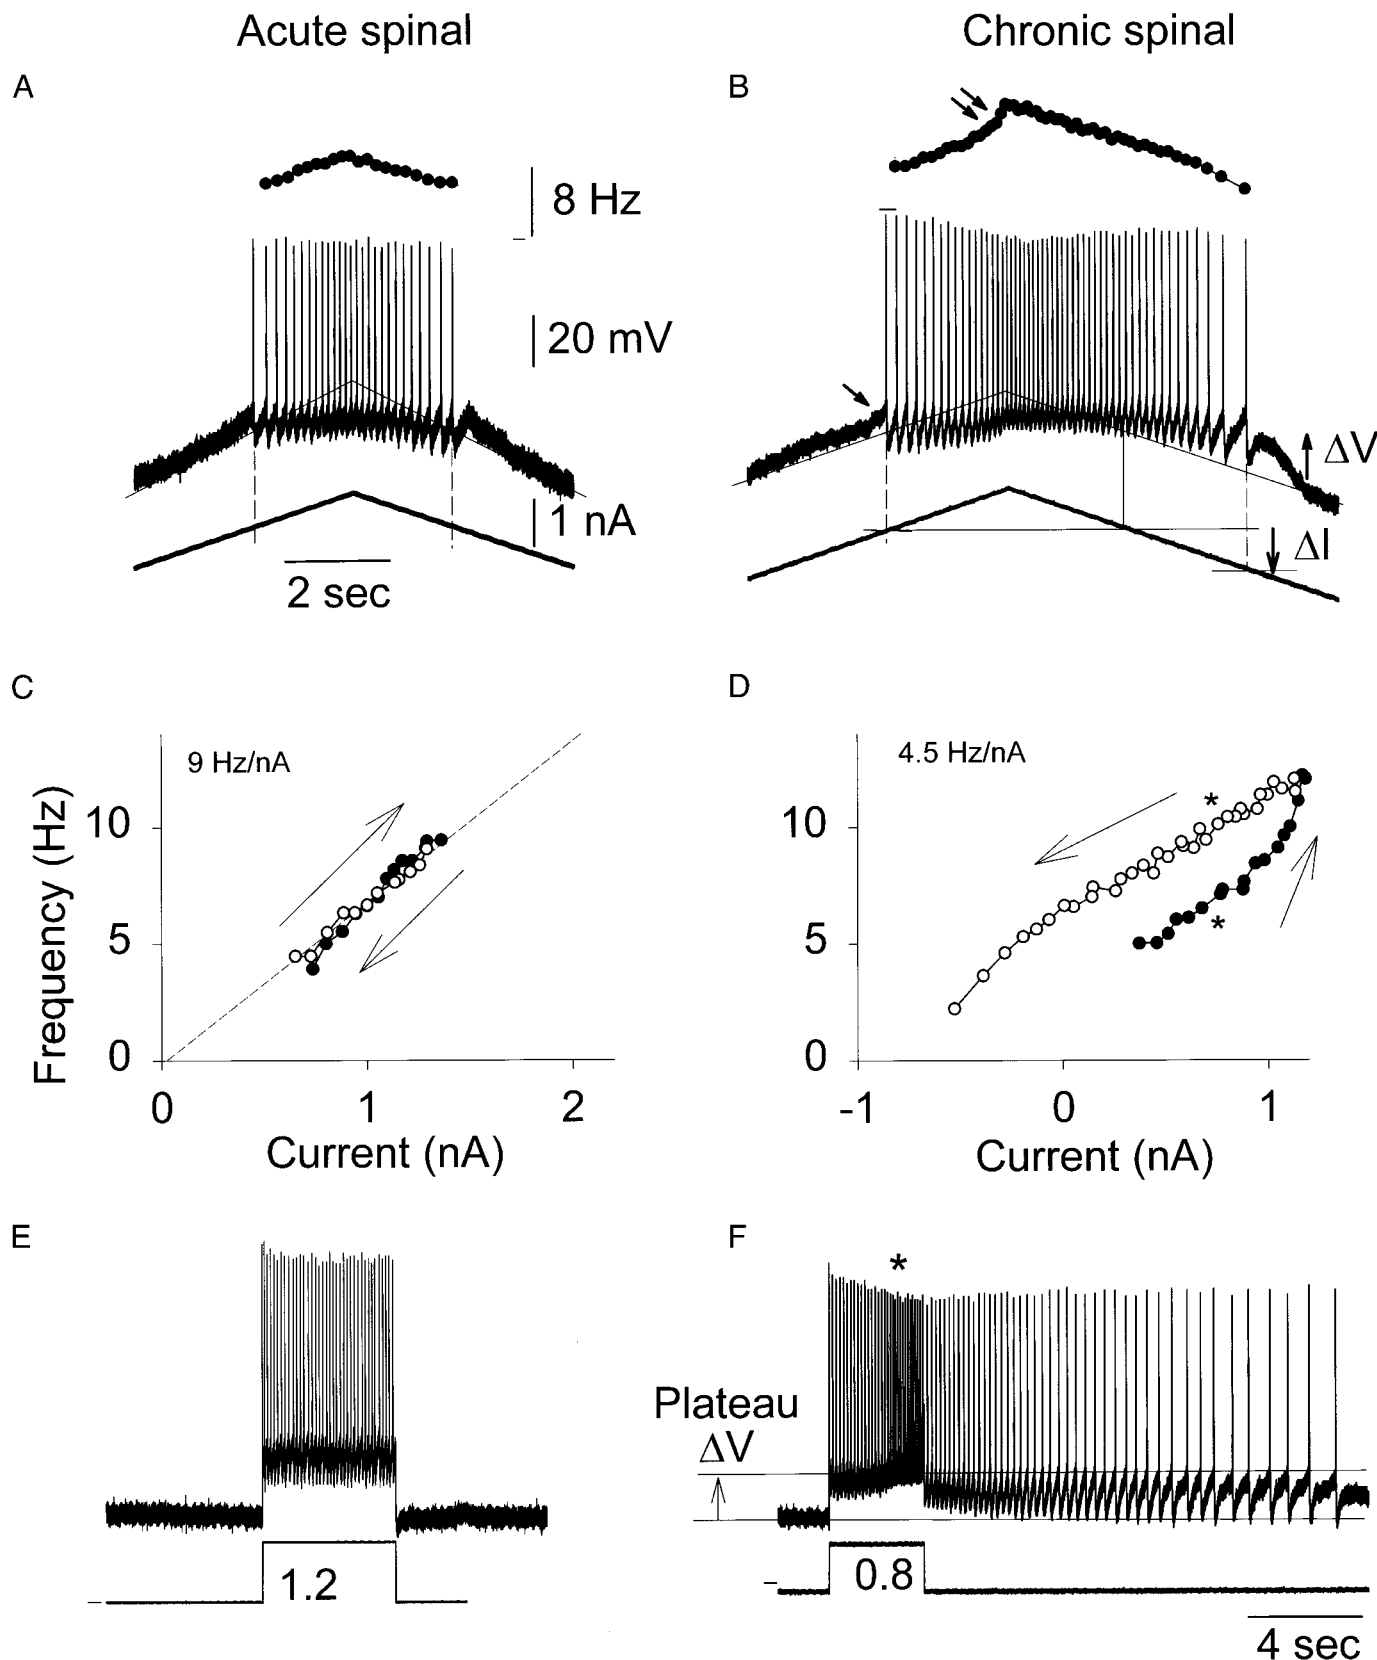 Acute spinal
Chronic spinal
A
B
8 Hz
20 mV
ΔV
1 nA
ΔI
2 sec
C
D
9 Hz/nA
4.5 Hz/nA
*
*
Frequency (Hz)
10
5
0
10
5
0
0 1 2
-1 0 1
Current (nA)
Current (nA)
E
F
*
Plateau
ΔV
1.2
0.8
4 sec